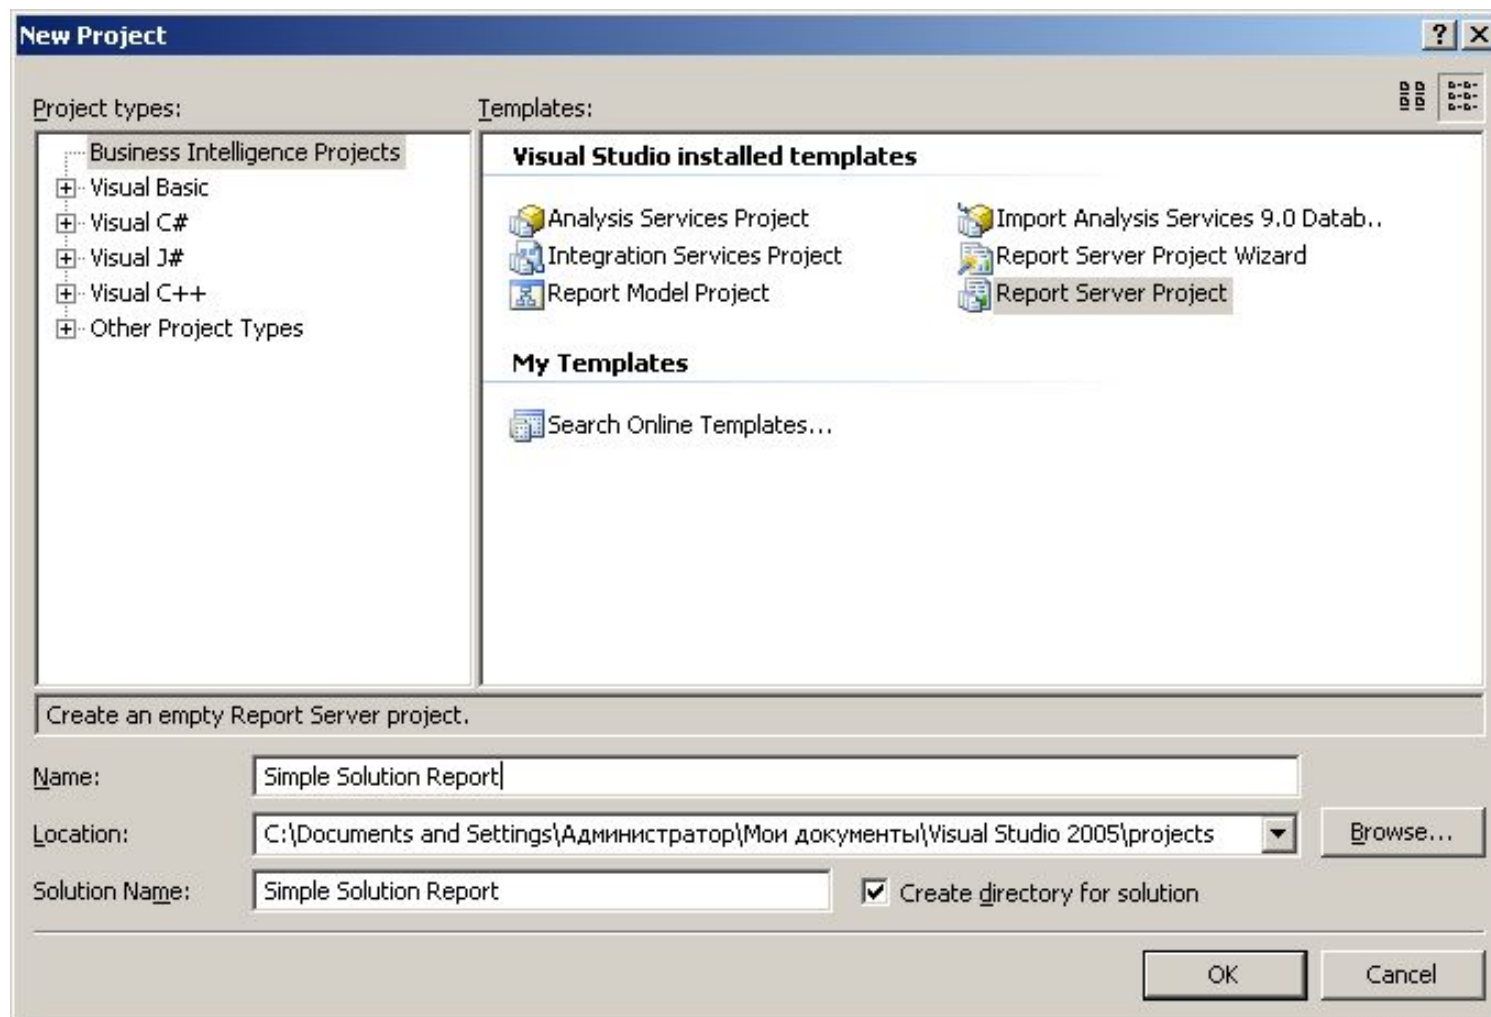 New Project
Project types:
Templates:
Business Intelligence Projects
Visual Basic
Visual C#
Visual J#
Visual C++
Other Project Types
Visual Studio installed templates
Analysis Services Project
Import Analysis Services 9.0 Datab..
Integration Services Project
Report Server Project Wizard
Report Model Project
Report Server Project
My Templates
Search Online Templates...
Create an empty Report Server project.
Name:
Simple Solution Report
Location:
C:\Documents and Settings\Администратор\Мои документы\Visual Studio 2005\projects
Browse...
Solution Name:
Simple Solution Report
Create directory for solution
OK
Cancel